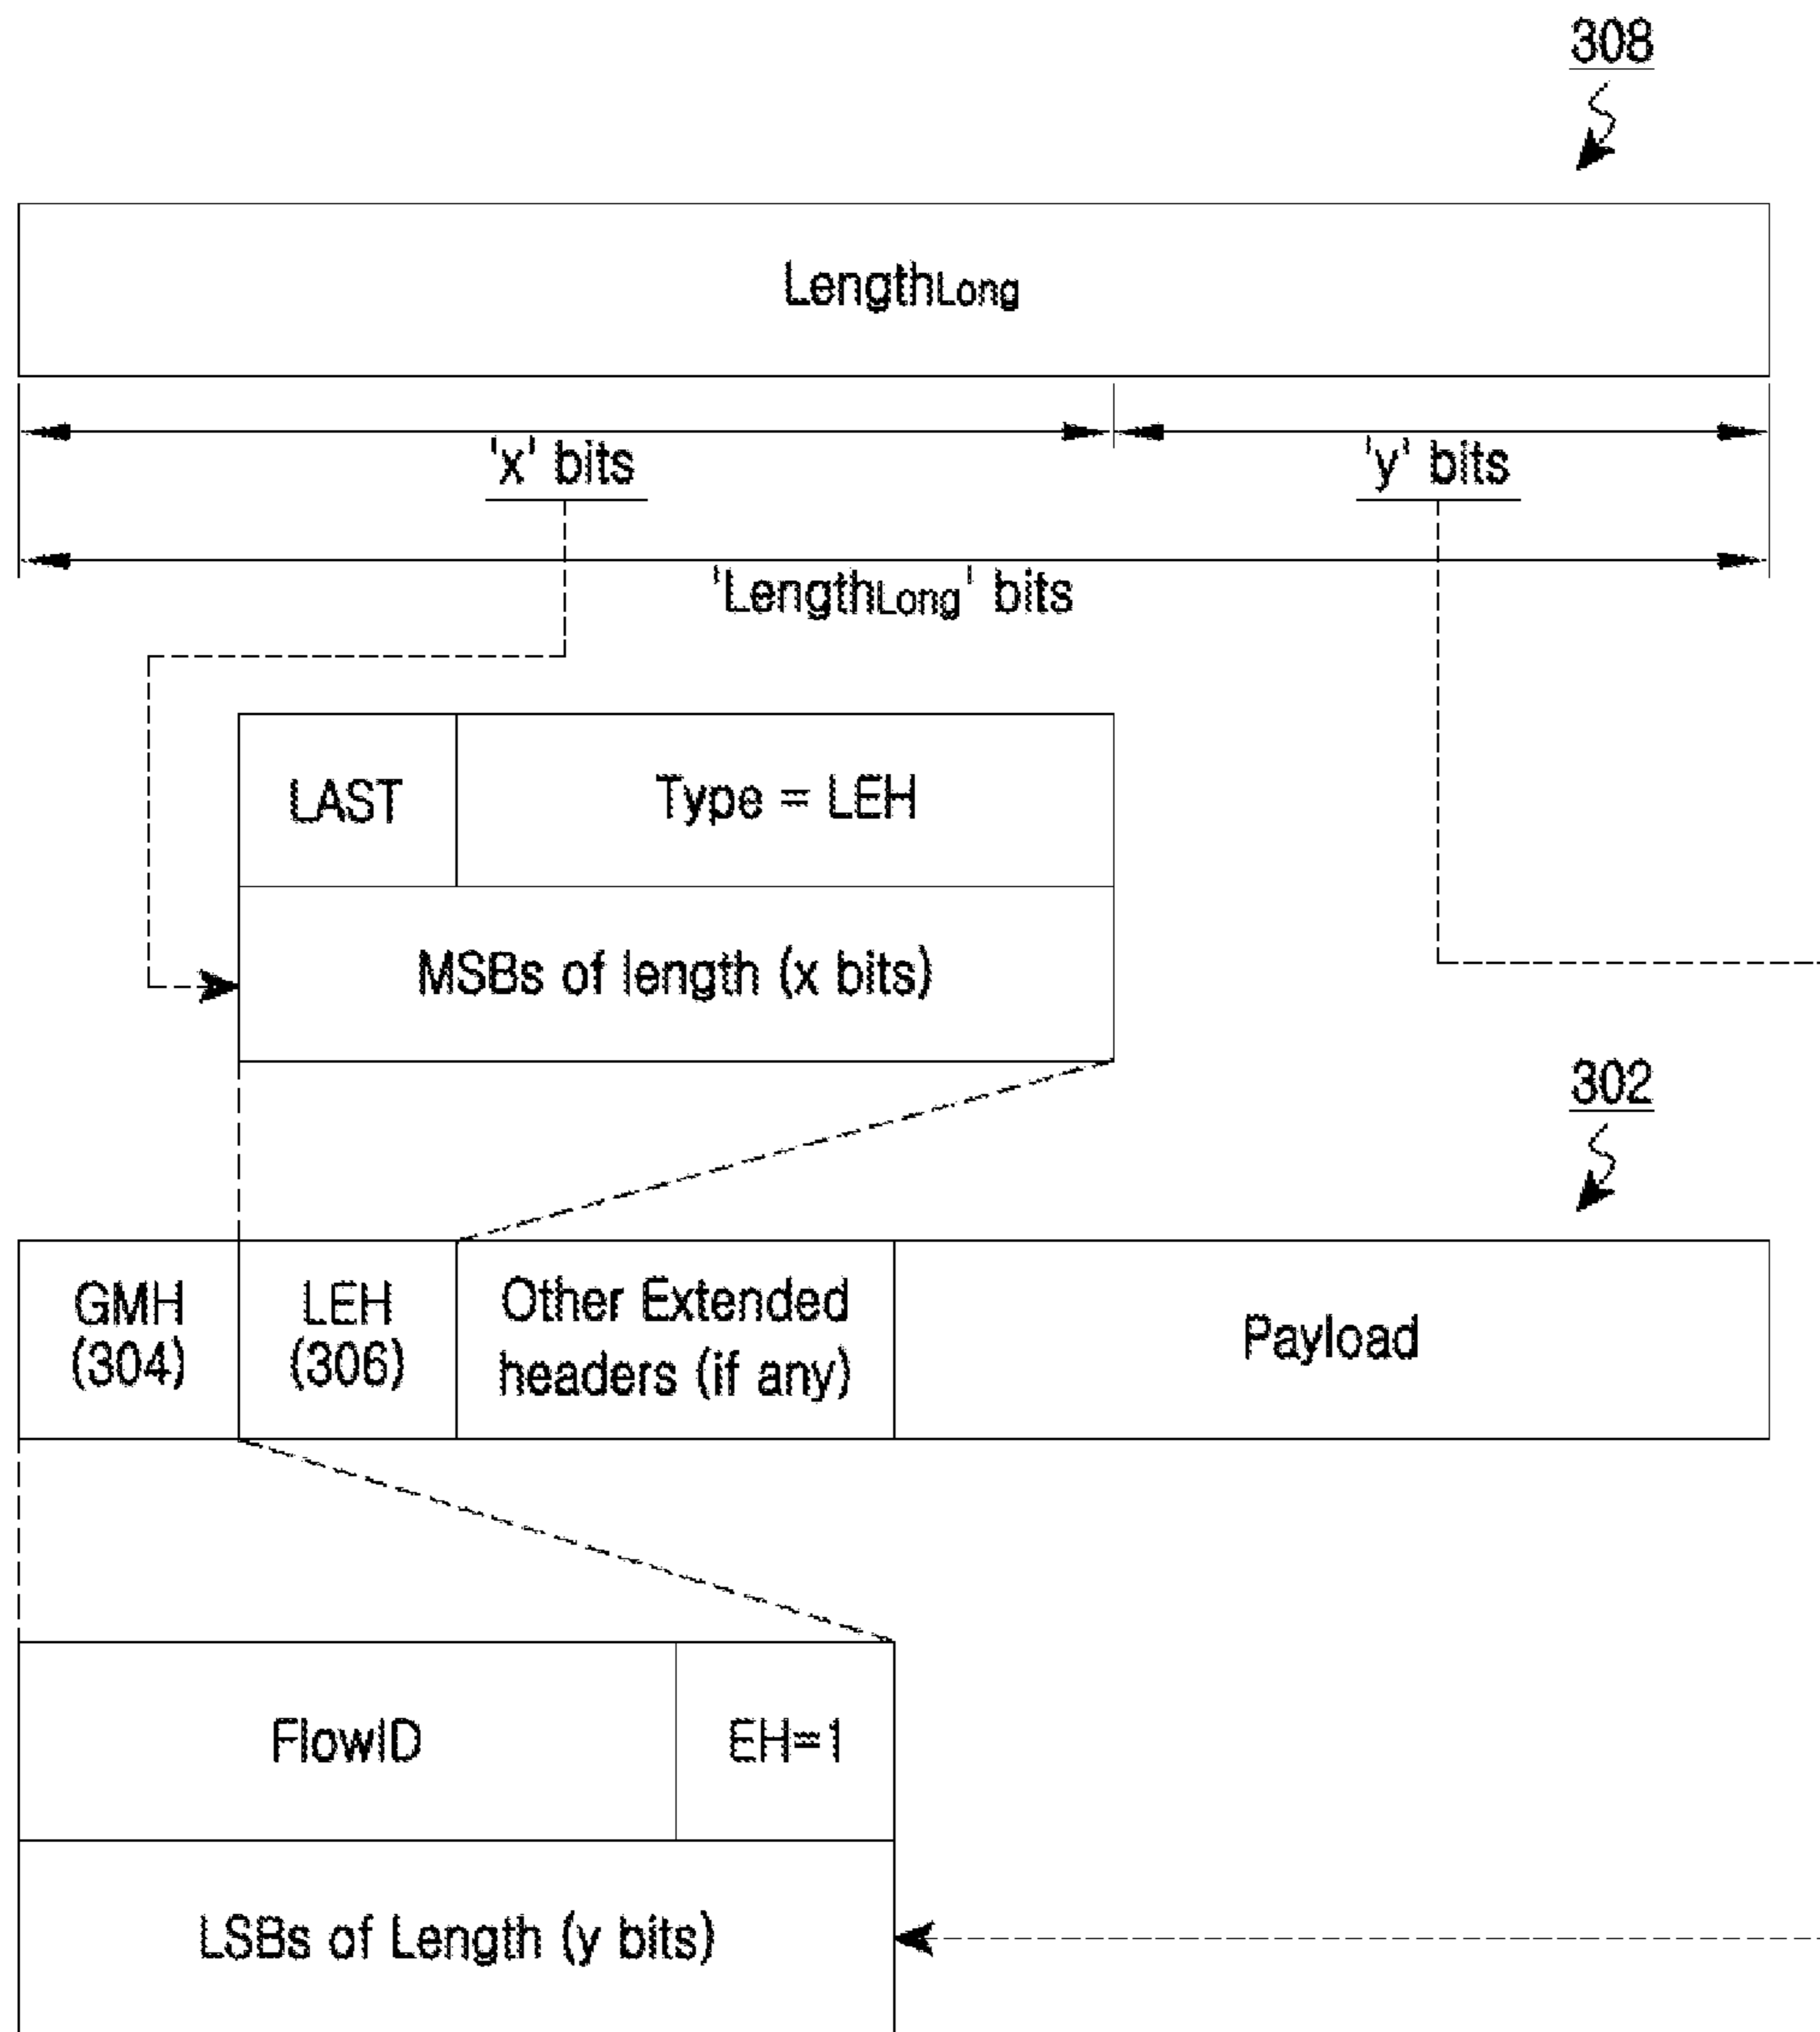 308
LengthLong
'x' bits
'y' bits
'LengthLong' bits
LAST
Type = LEH
MSBs of length (x bits)
302
GMH
(304)
LEH
(306)
Other Extended
headers (if any)
Payload
FlowID
EH=1
LSBs of Length (y bits)